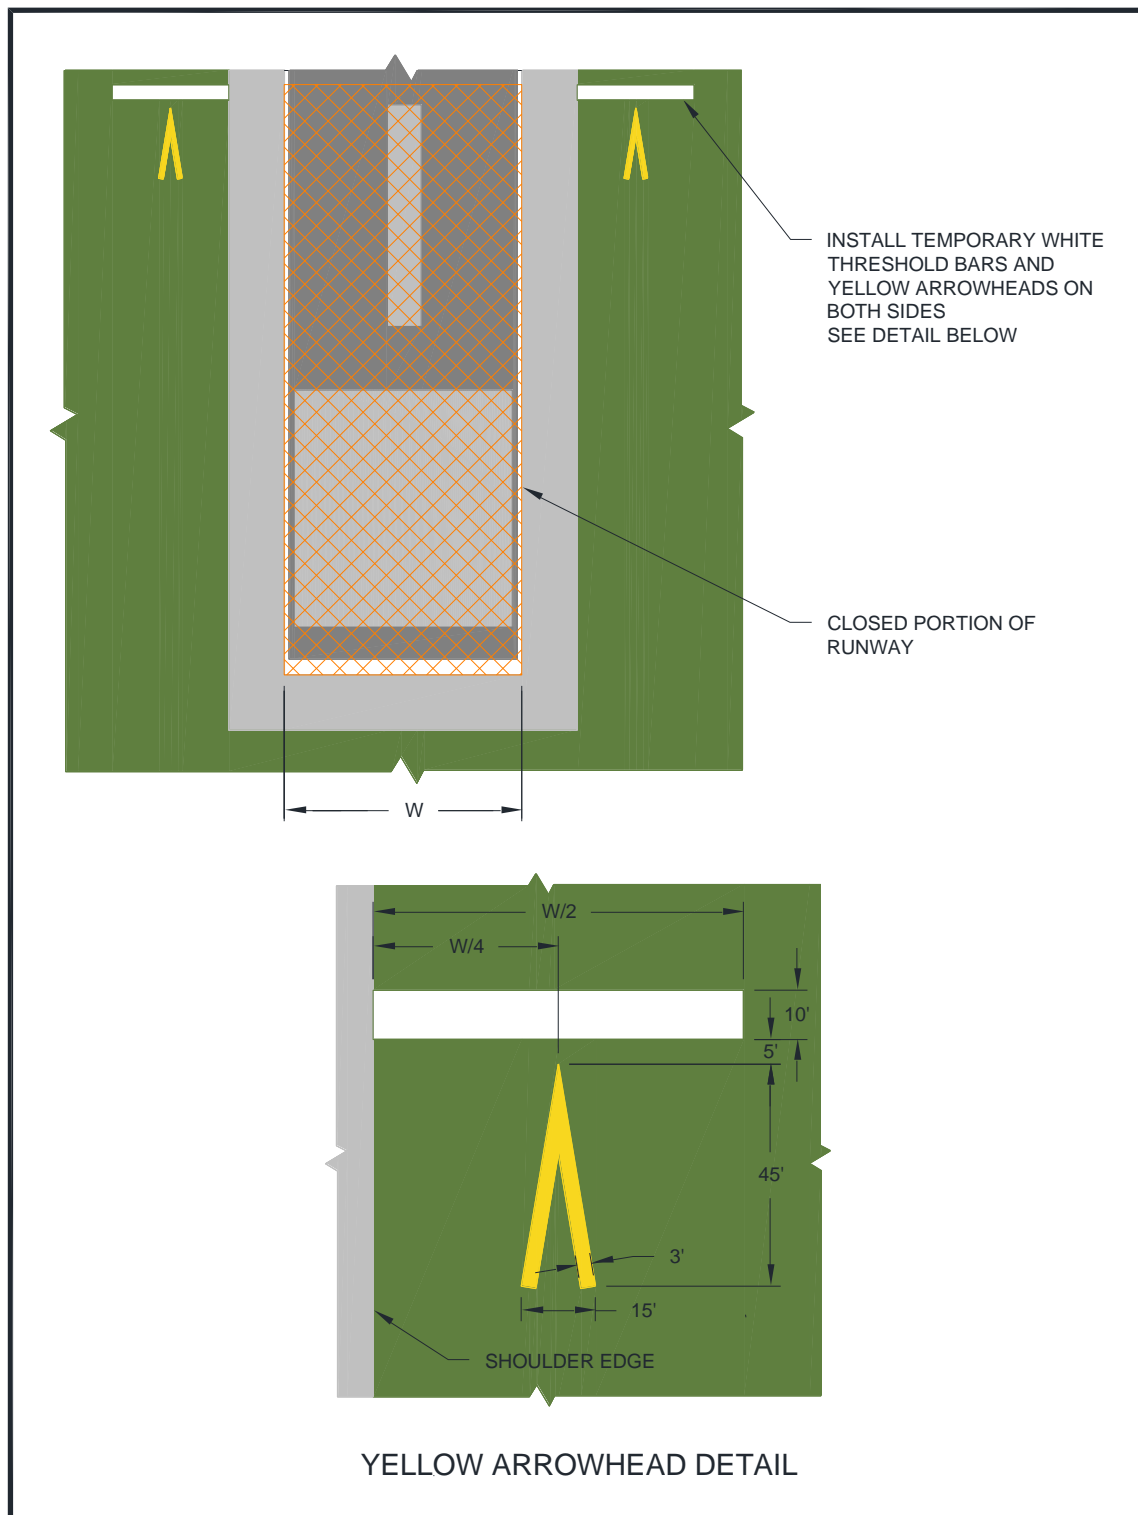 INSTALL TEMPORARY WHITE
THRESHOLD BARS AND
YELLOW ARROWHEADS ON
BOTH SIDES
SEE DETAIL BELOW
CLOSED PORTION OF
RUNWAY
W
W/2
W/4
10'
5'
45'
3'
15'
SHOULDER EDGE
YELLOW ARROWHEAD DETAIL